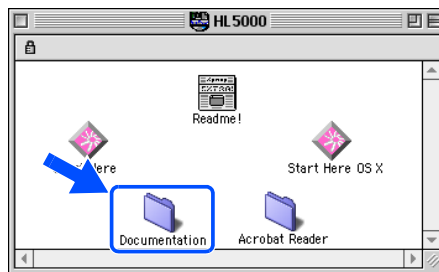 HL5000
Readme!
Start Here OS X
Documentation
Acrobat Reader